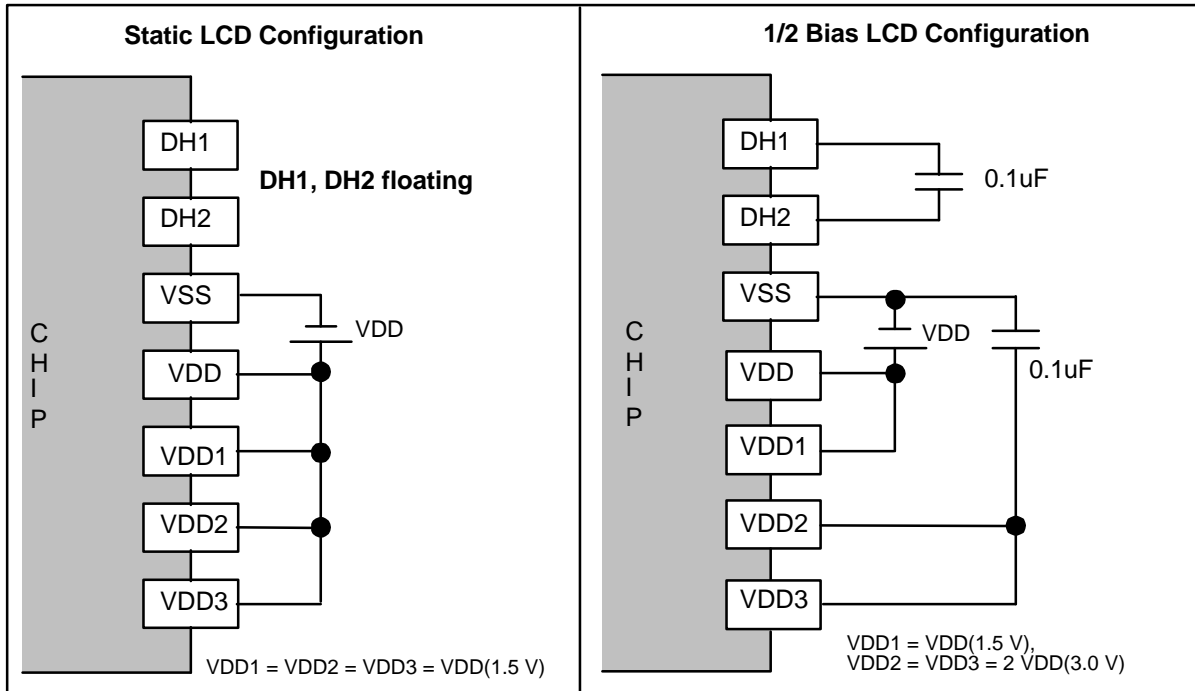 Static LCD Configuration
DH1
DH1, DH2 floating
DH2
VSS
VDD
C
H
I
P
VDD
VDD1
VDD2
VDD3
VDD1 = VDD2 = VDD3 = VDD(1.5 V)
1/2 Bias LCD Configuration
DH1
0.1uF
DH2
VSS
C
H
I
P
VDD
0.1uF
VDD
VDD1
VDD2
VDD3
VDD1 = VDD(1.5 V),
VDD2 = VDD3 = 2 VDD(3.0 V)